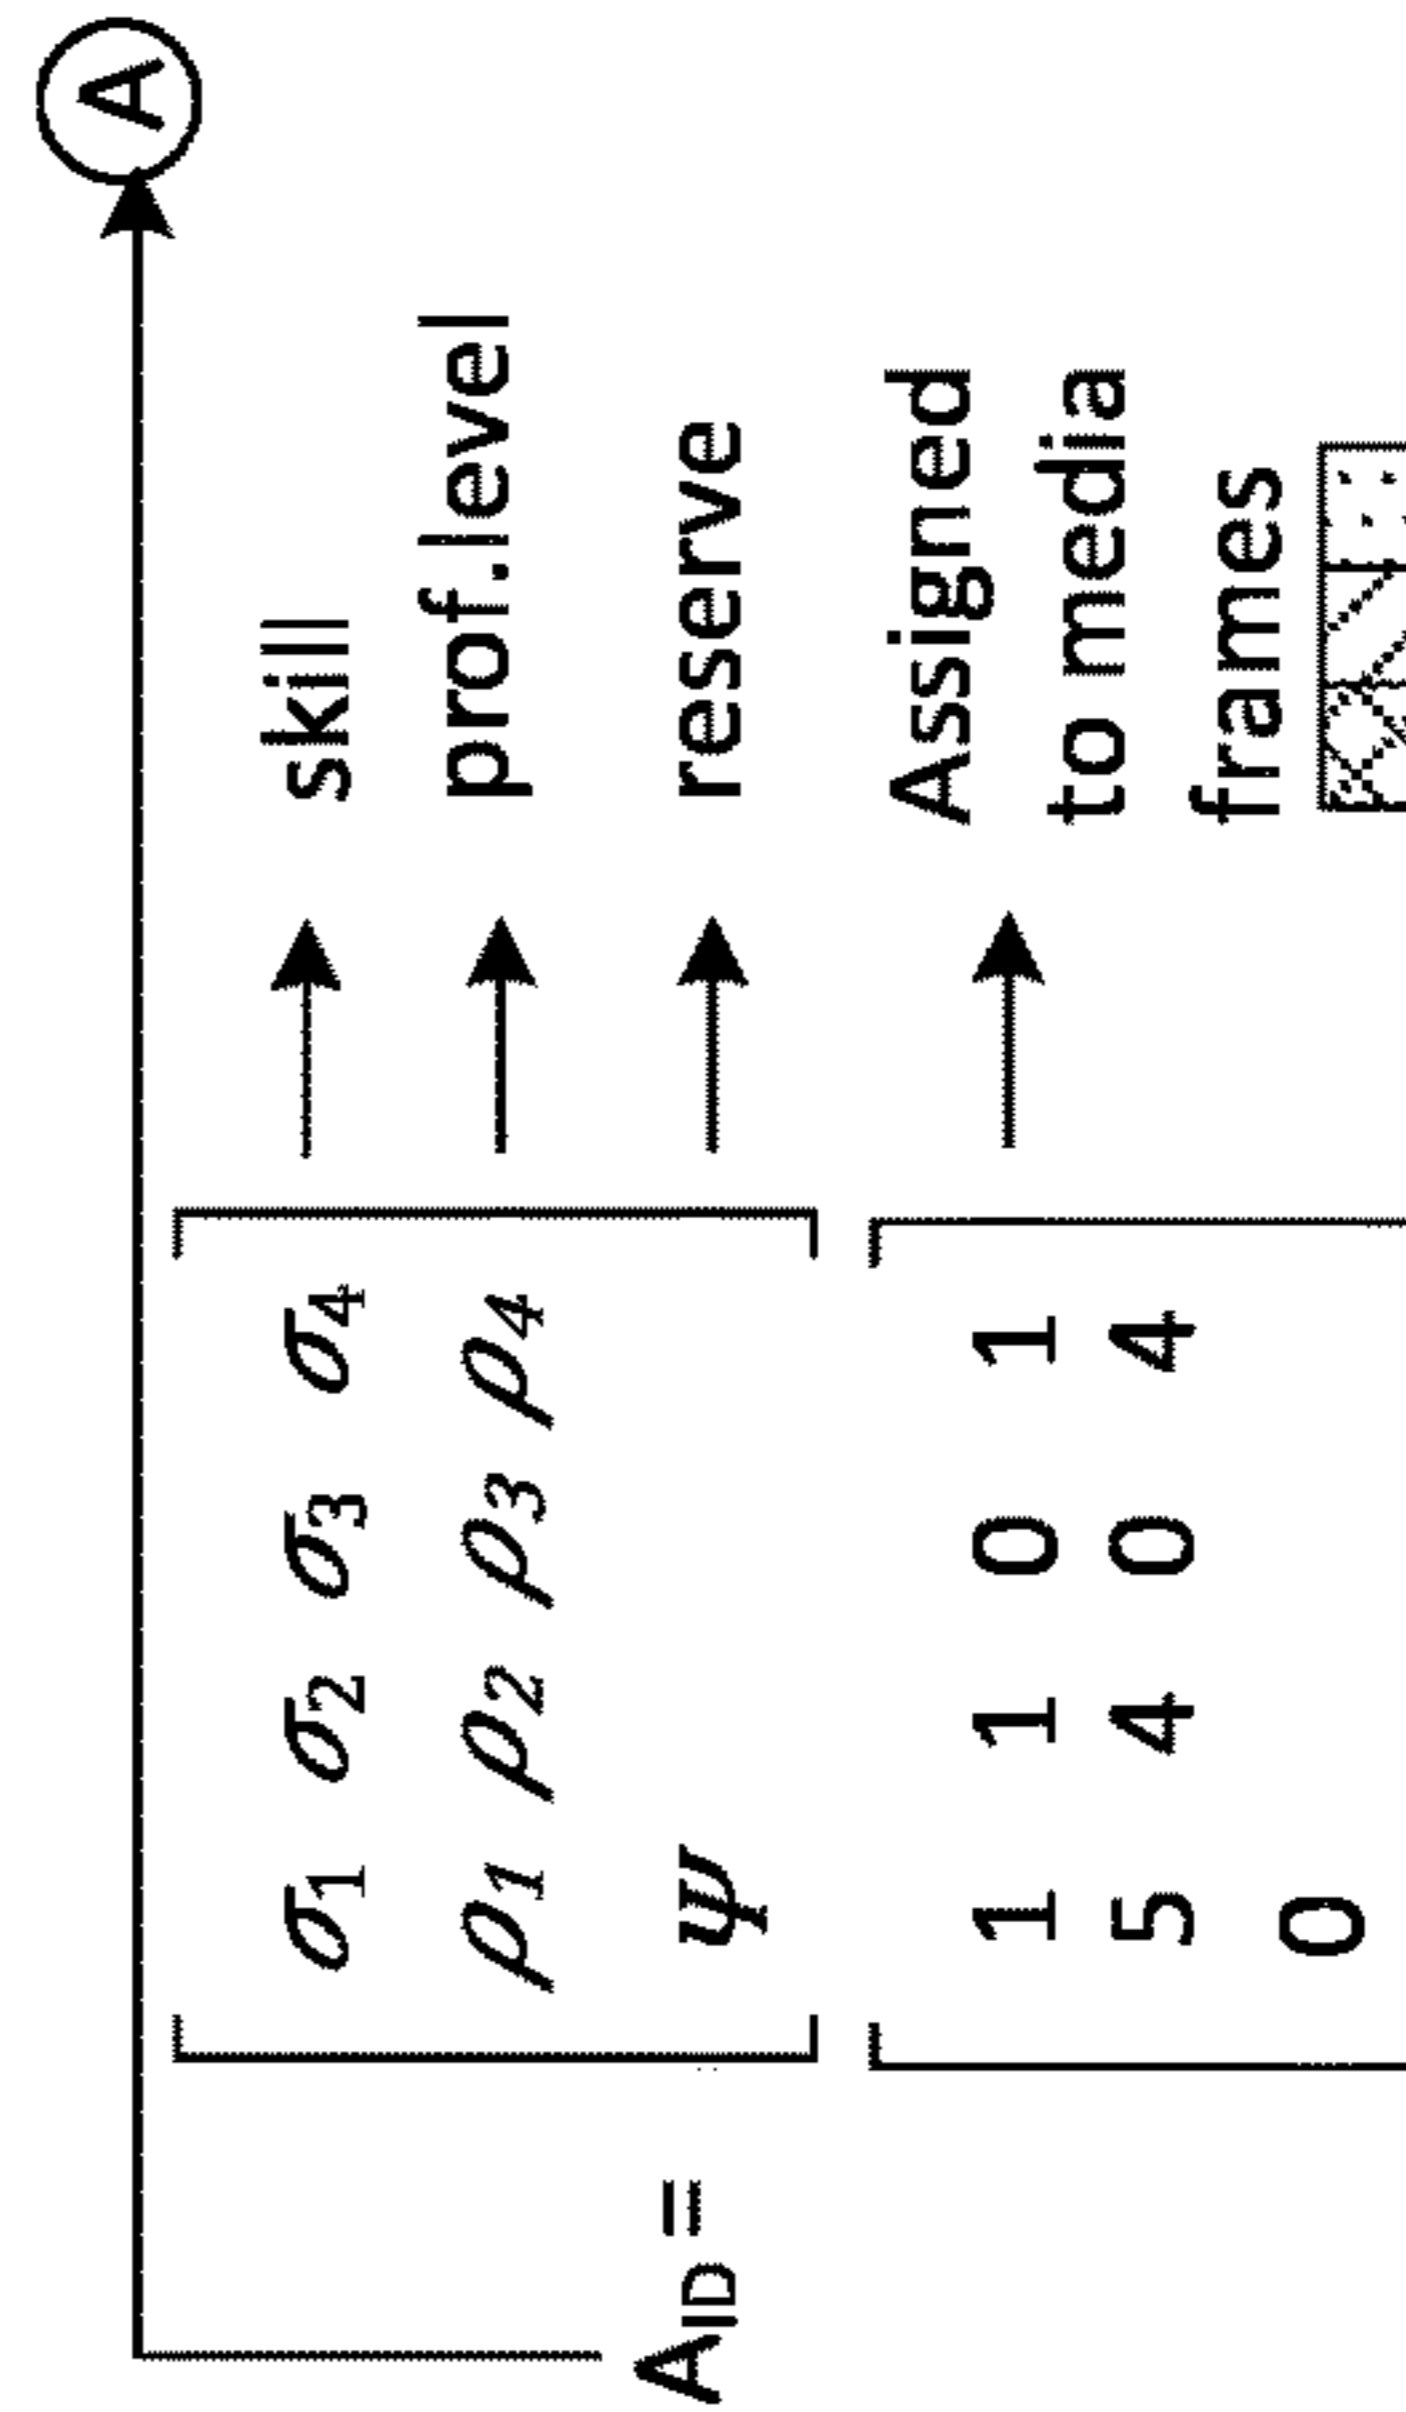 A
σ1 σ2 σ3 σ4 skill
ρ1 ρ2 ρ3 ρ4 prof.level
AID = ψ reserve
1 1 0 1 Assigned
5 4 0 4 to media
0 frames